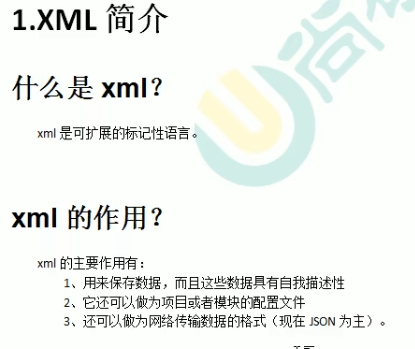 1.XML 简介
什么是 xml?
xml 是可扩展的标记性语言。
xml 的作用?
xml 的主要作用有：
1、用来保存数据，而且这些数据具有自我描述性
2、它还可以做为项目或者模块的配置文件
3、还可以做为网络传输数据的格式（现在 JSON 为主）。